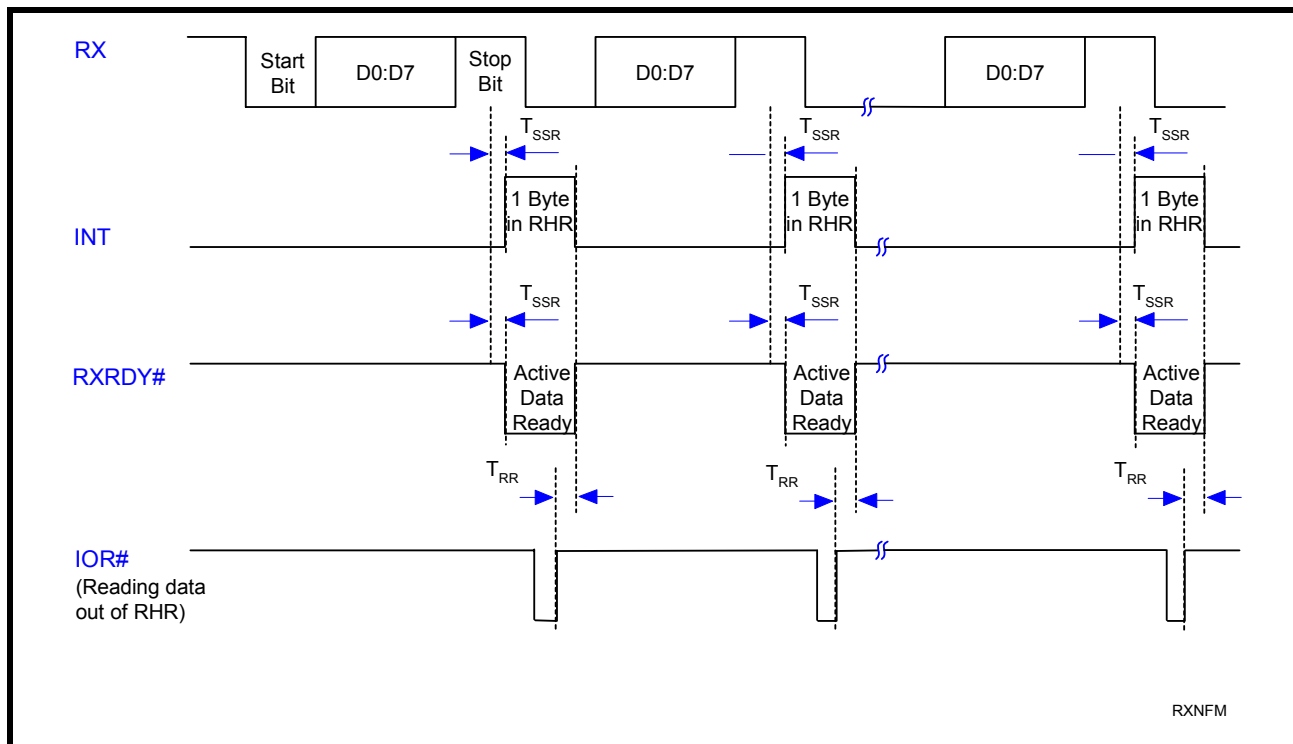 RX
Start
Bit
D0:D7
Stop
Bit
D0:D7
D0:D7
TSSR
TSSR
TSSR
INT
1 Byte
in RHR
1 Byte
in RHR
1 Byte
in RHR
TSSR
TSSR
TSSR
RXRDY#
Active
Data
Ready
Active
Data
Ready
Active
Data
Ready
TRR
TRR
TRR
IOR#
(Reading data
out of RHR)
RXNFM